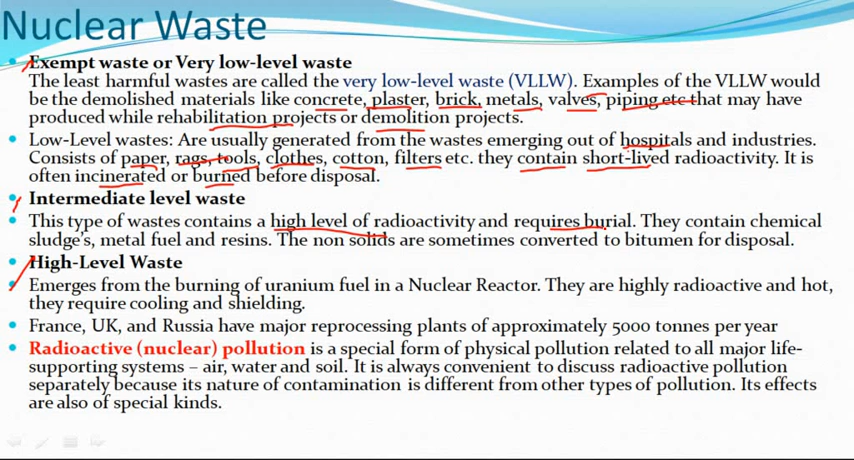 Nuclear Waste
Exempt waste or Very low-level waste
The least harmful wastes are called the very low-level waste (VLLW). Examples of the VLLW would
be the demolished materials like concrete, plaster, brick, metals, valves, piping etc that may have
produced while rehabilitation projects or demolition projects.
Low-Level wastes: Are usually generated from the wastes emerging out of hospitals and industries.
Consists of paper, rags, tools, clothes, cotton, filters etc. they contain short-lived radioactivity. It is
often incinerated or burned before disposal.
Intermediate level waste
This type of wastes contains a high level of radioactivity and requires burial. They contain chemical
sludge's, metal fuel and resins. The non solids are sometimes converted to bitumen for disposal.
High-Level Waste
Emerges from the burning of uranium fuel in a Nuclear Reactor. They are highly radioactive and hot,
they require cooling and shielding.
France, UK, and Russia have major reprocessing plants of approximately 5000 tonnes per year
Radioactive (nuclear) pollution is a special form of physical pollution related to all major life-
supporting systems – air, water and soil. It is always convenient to discuss radioactive pollution
separately because its nature of contamination is different from other types of pollution. Its effects
are also of special kinds.